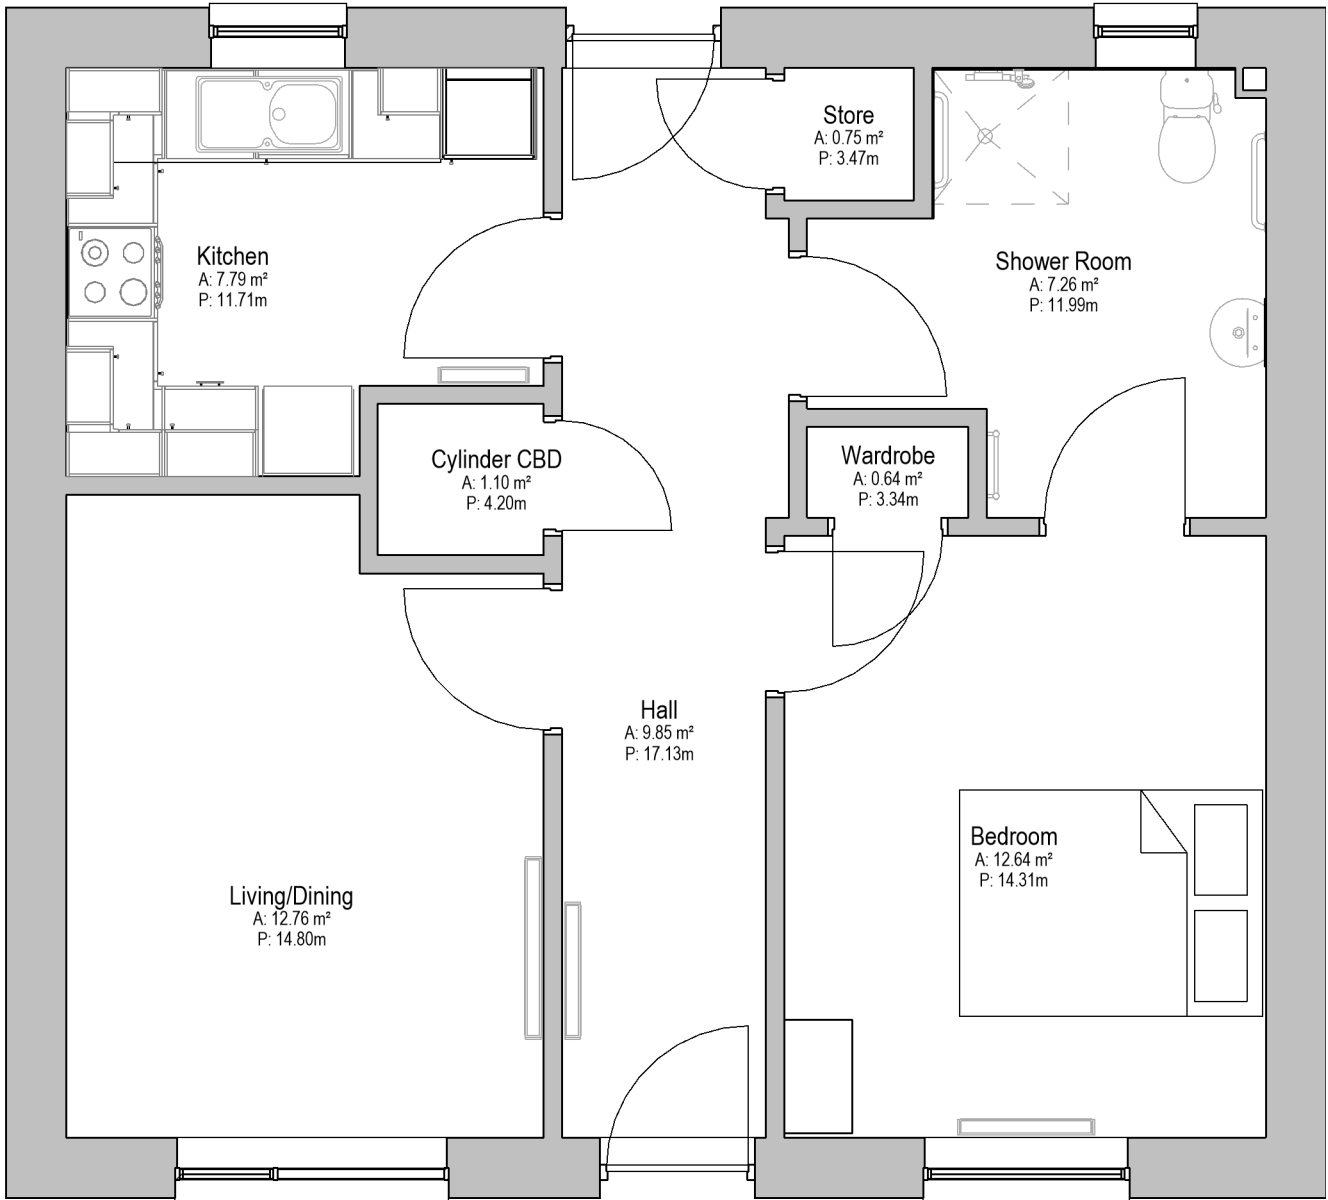 Store
A: 0.75 m²
P: 3.47m
Kitchen
A: 7.79 m²
P: 11.71m
Shower Room
A: 7.26 m²
P: 11.99m
Cylinder CBD
A: 1.10 m²
P: 4.20m
Wardrobe
A: 0.64 m²
P: 3.34m
Hall
A: 9.85 m²
P: 17.13m
Bedroom
A: 12.64 m²
P: 14.31m
Living/Dining
A: 12.76 m²
P: 14.80m